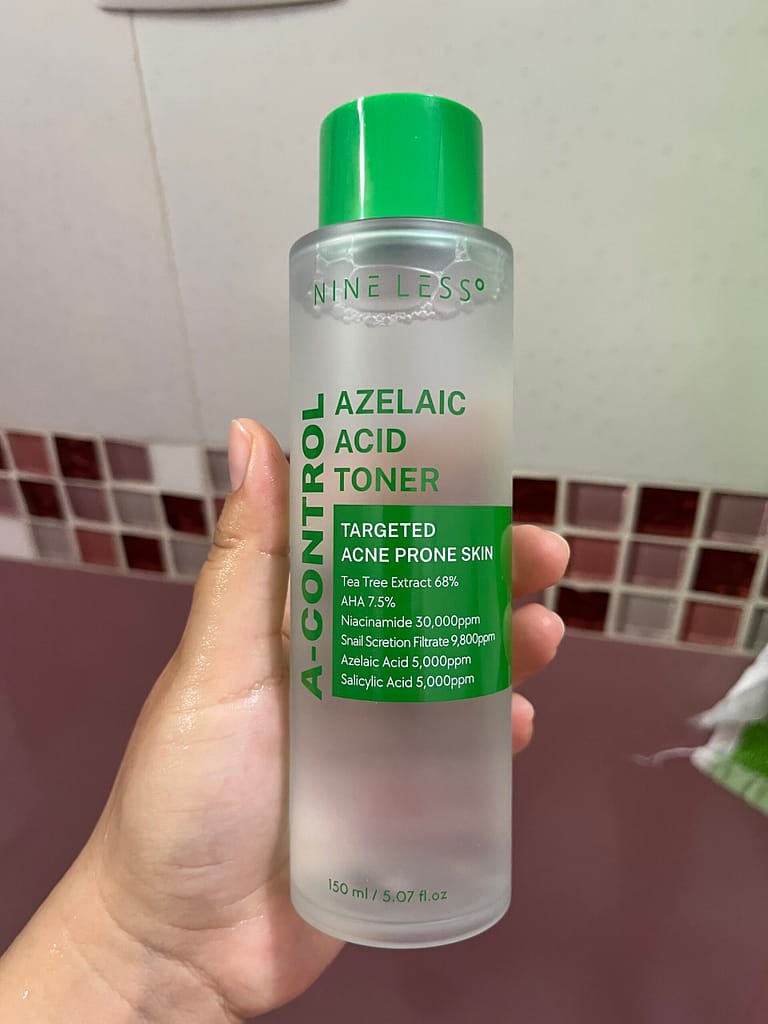 NINE LESS°
A-CONTROL
AZELAIC
ACID
TONER
TARGETED
ACNE PRONE SKIN
Tea Tree Extract 68%
AHA 7.5%
Niacinamide 30,000ppm
Snail Scretion Filtrate 9,800ppm
Azelaic Acid 5,000ppm
Salicylic Acid 5,000ppm
150 ml / 5.07 fl.oz